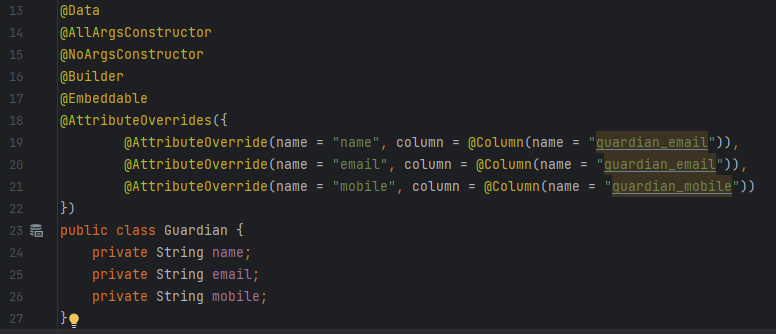 13 @Data
14 @AllArgsConstructor
15 @NoArgsConstructor
16 @Builder
17 @Embeddable
18 @AttributeOverrides({
19         @AttributeOverride(name = "name", column = @Column(name = "guardian_email")),
20         @AttributeOverride(name = "email", column = @Column(name = "guardian_email")),
21         @AttributeOverride(name = "mobile", column = @Column(name = "guardian_mobile"))
22 })
23 public class Guardian {
24     private String name;
25     private String email;
26     private String mobile;
27 }